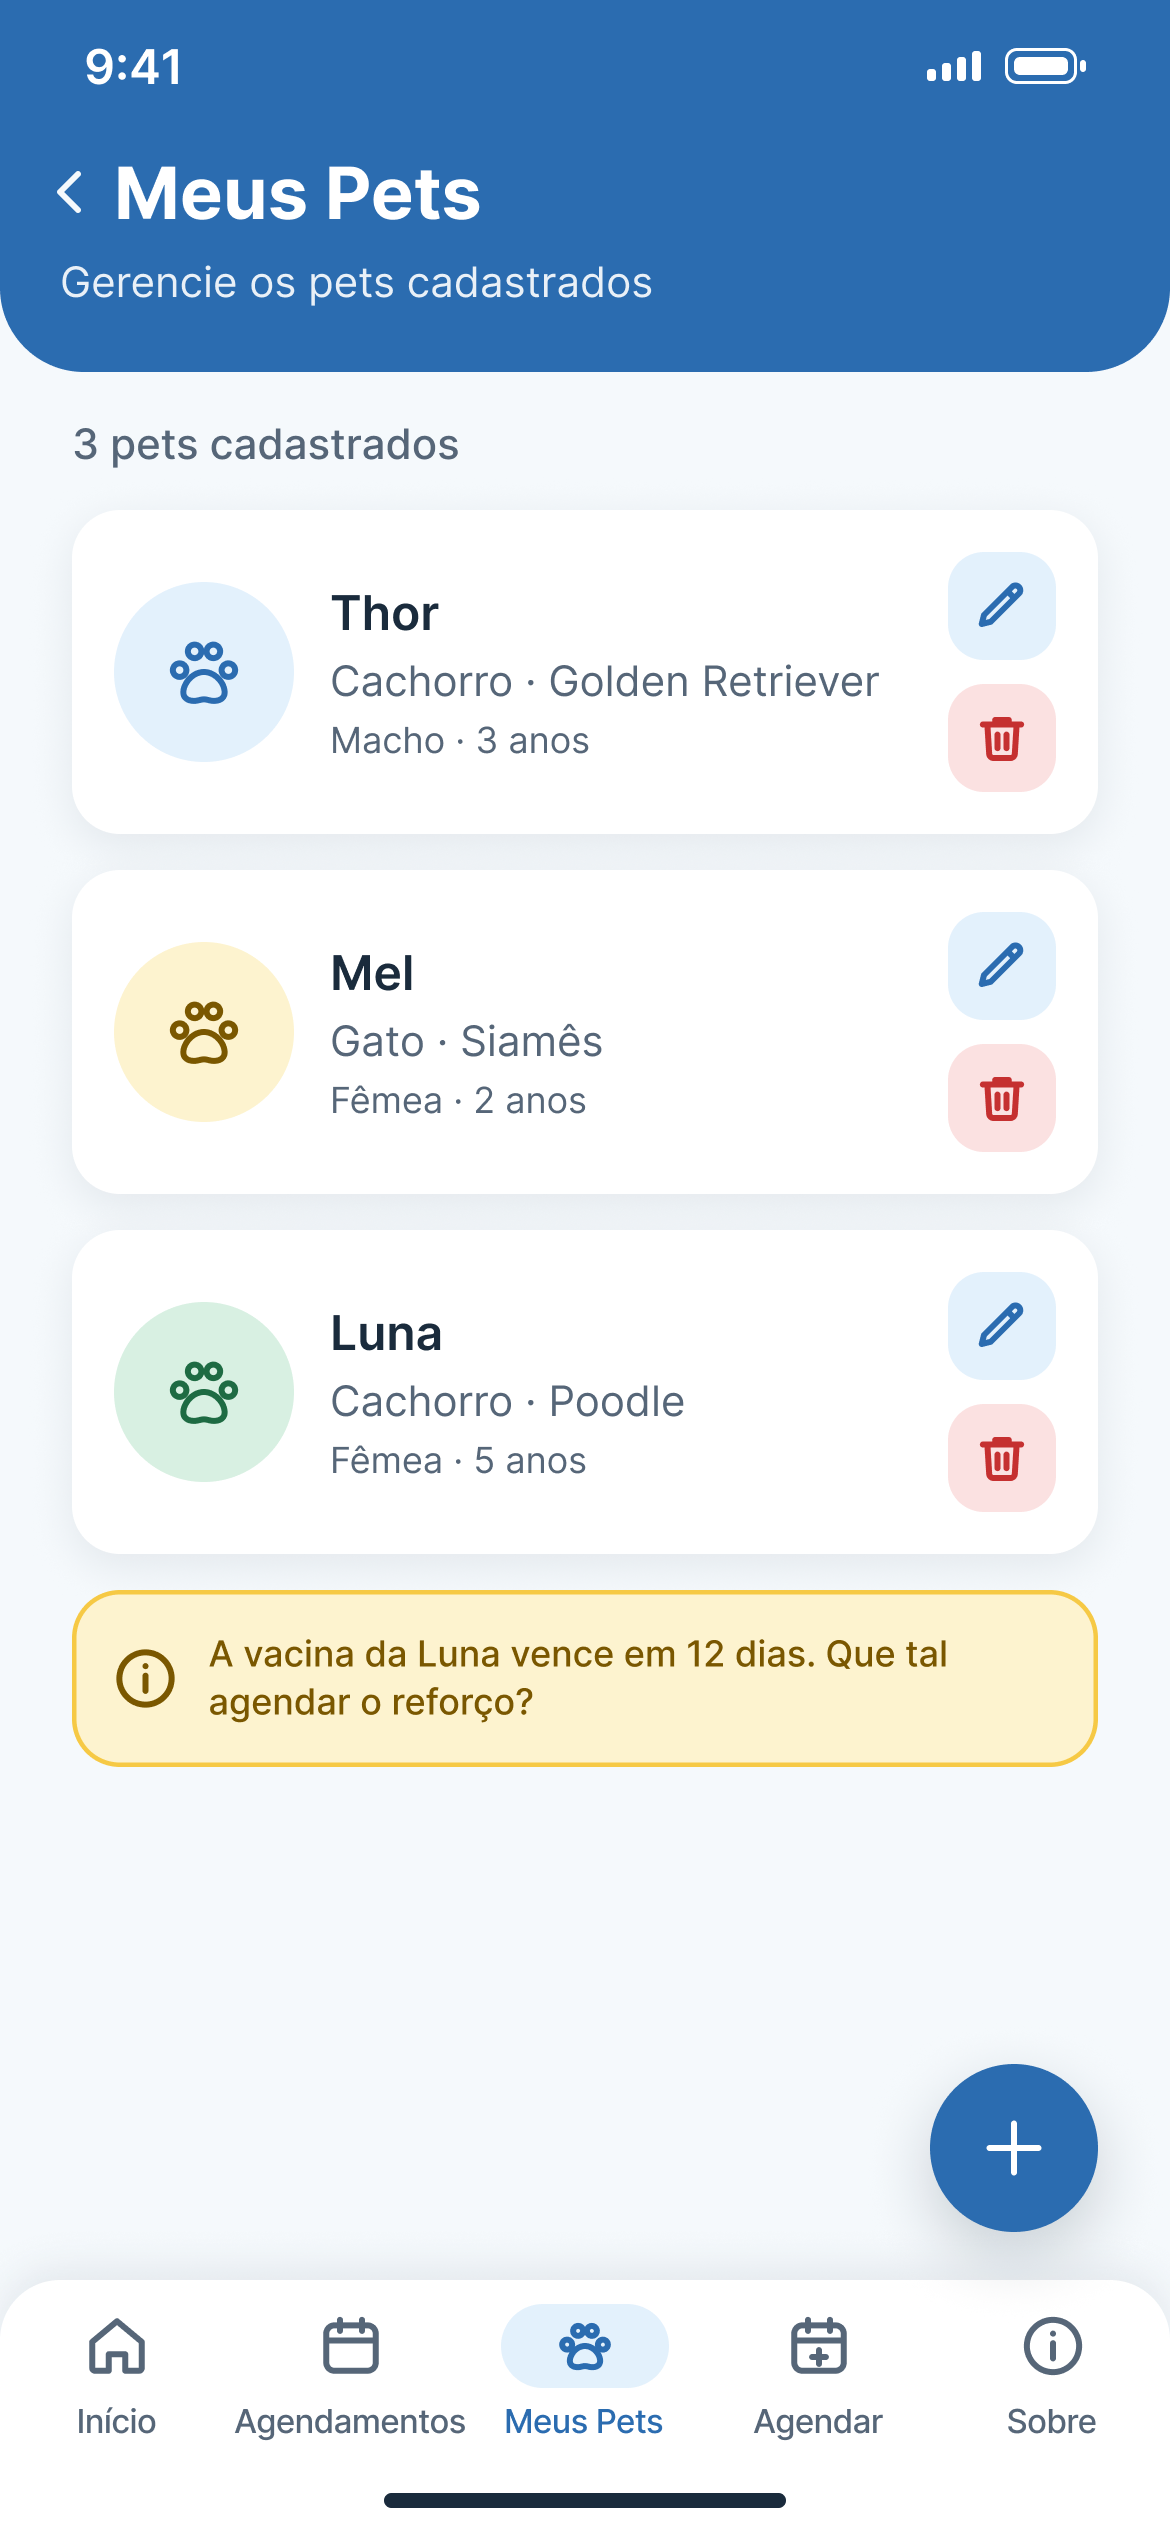 9:41
Meus Pets
Gerencie os pets cadastrados
3 pets cadastrados
Thor
Cachorro · Golden Retriever
Macho · 3 anos
Mel
Gato · Siamês
Fêmea · 2 anos
Luna
Cachorro · Poodle
Fêmea · 5 anos
A vacina da Luna vence em 12 dias. Que tal
agendar o reforço?
Início Agendamentos Meus Pets Agendar Sobre